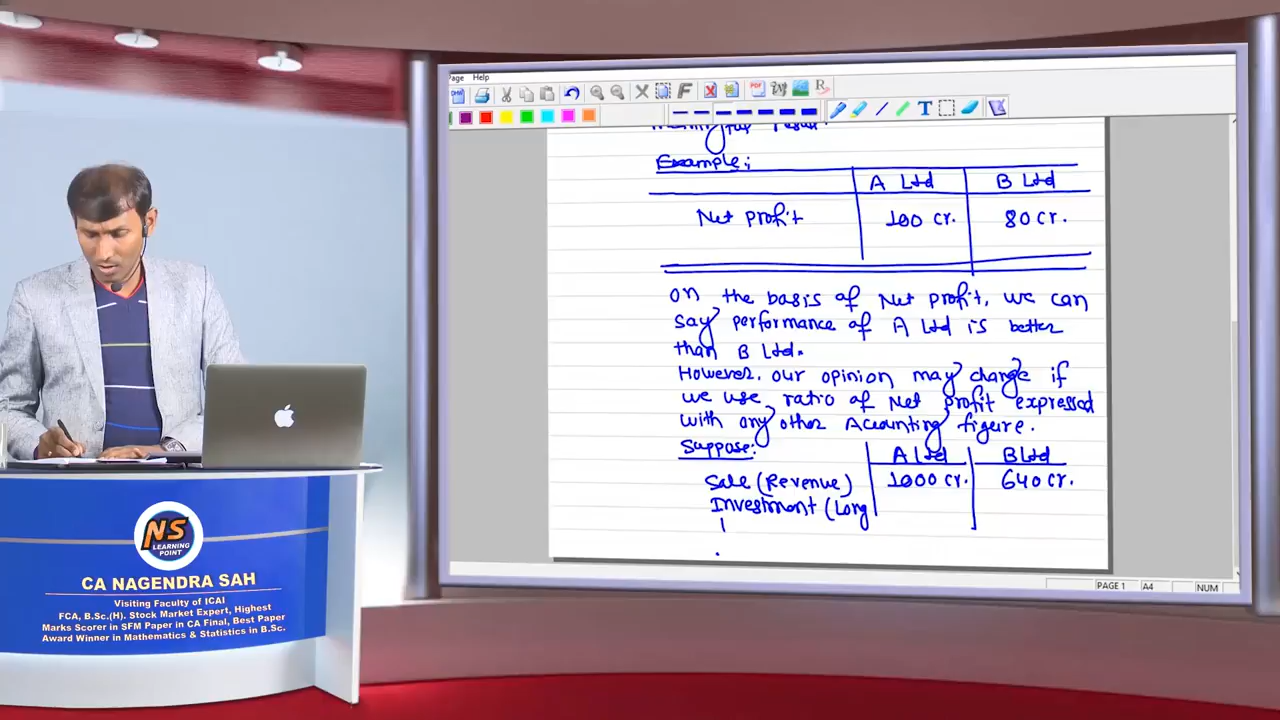 Page Help
PDF
F
T
Example:
A Ltd B Ltd
Net profit 100 cr. 80 cr.
on the basis of Net profit, we can
say performance of A Ltd is better
than B Ltd.
However, our opinion may change if
we use ratio of Net profit expressed
with any other Accounting figure.
Suppose:
A Ltd B Ltd
Sale (Revenue) 1000 cr. 640 cr.
Investment (Long
PAGE 1 A4 NUM
NS
LEARNING
POINT
CA NAGENDRA SAH
Visiting Faculty of ICAI
FCA, B.Sc.(H). Stock Market Expert, Highest
Marks Scorer in SFM Paper in CA Final, Best Paper
Award Winner in Mathematics & Statistics in B.Sc.